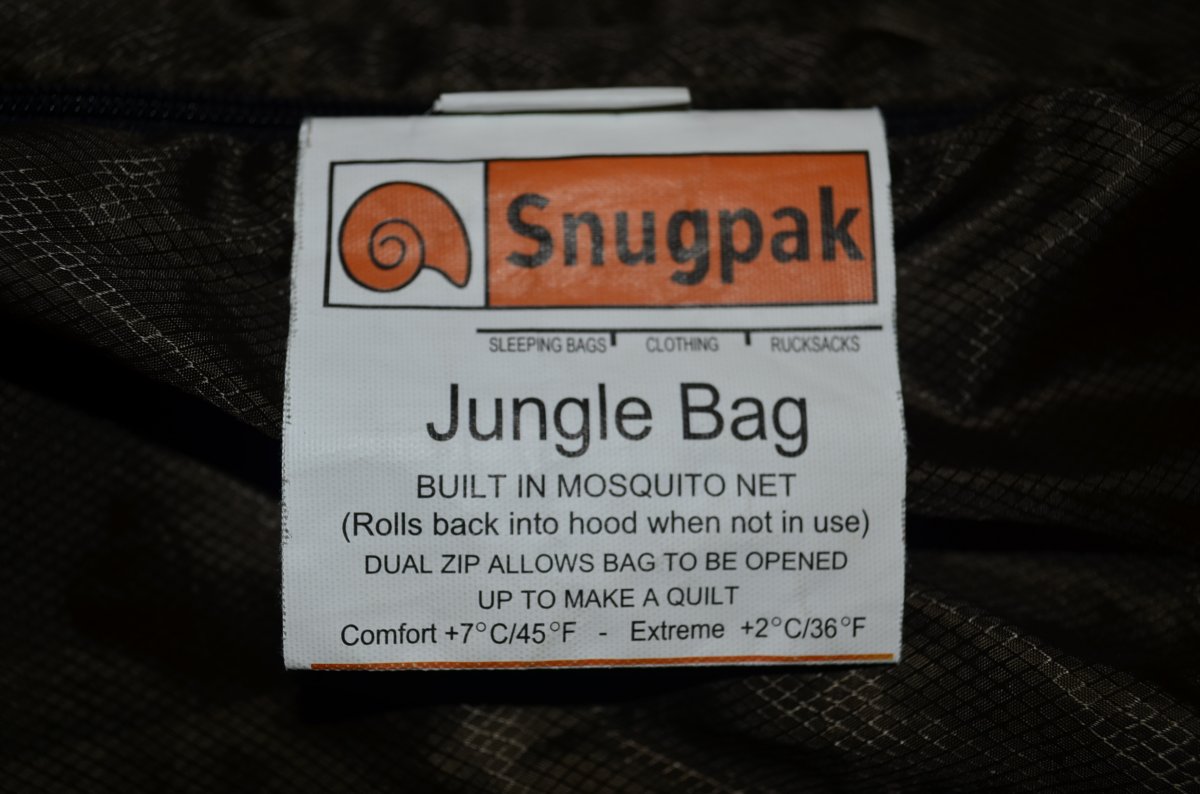 Snugpak
SLEEPING BAGS CLOTHING RUCKSACKS
Jungle Bag
BUILT IN MOSQUITO NET
(Rolls back into hood when not in use)
DUAL ZIP ALLOWS BAG TO BE OPENED
UP TO MAKE A QUILT
Comfort +7°C/45°F - Extreme +2°C/36°F